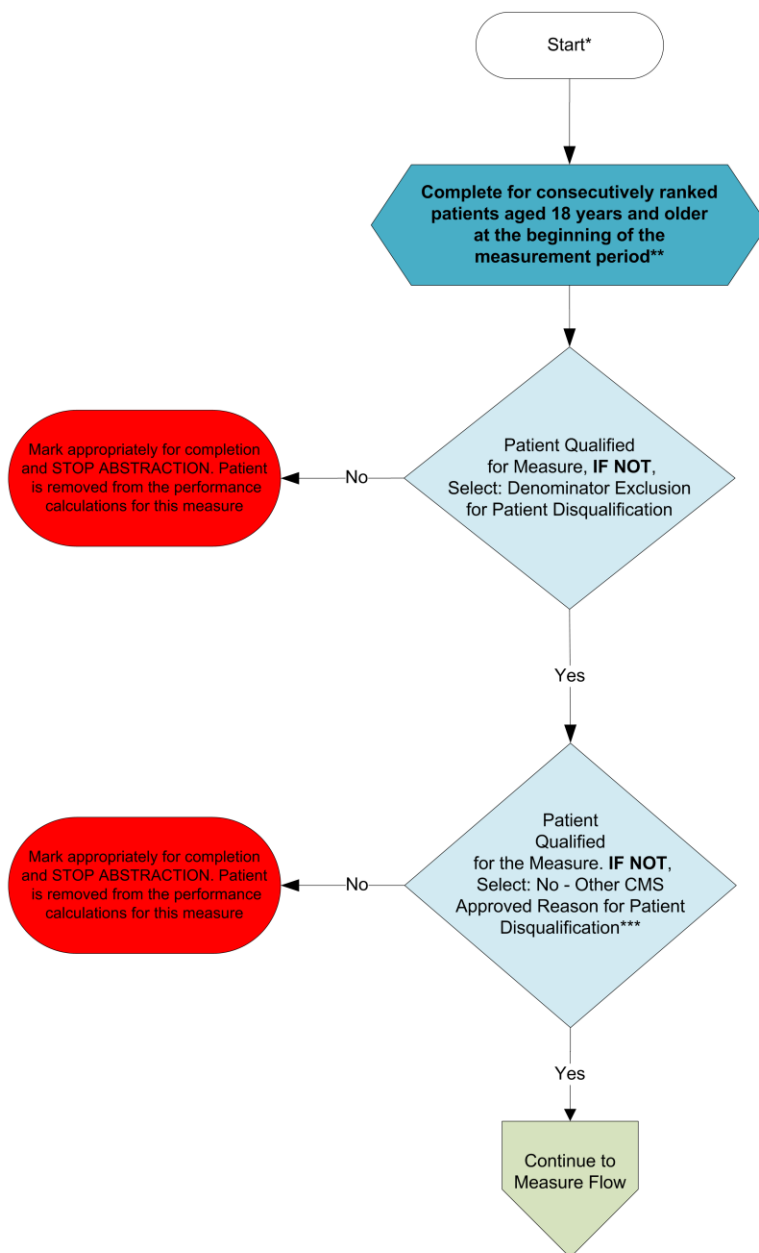 Start*
Complete for consecutively ranked
patients aged 18 years and older
at the beginning of the
measurement period**
Patient Qualified
for Measure, IF NOT,
Select: Denominator Exclusion
for Patient Disqualification
No
Mark appropriately for completion
and STOP ABSTRACTION. Patient
is removed from the performance
calculations for this measure
Yes
Patient
Qualified
for the Measure. IF NOT,
Select: No - Other CMS
Approved Reason for Patient
Disqualification***
No
Mark appropriately for completion
and STOP ABSTRACTION. Patient
is removed from the performance
calculations for this measure
Yes
Continue to
Measure Flow